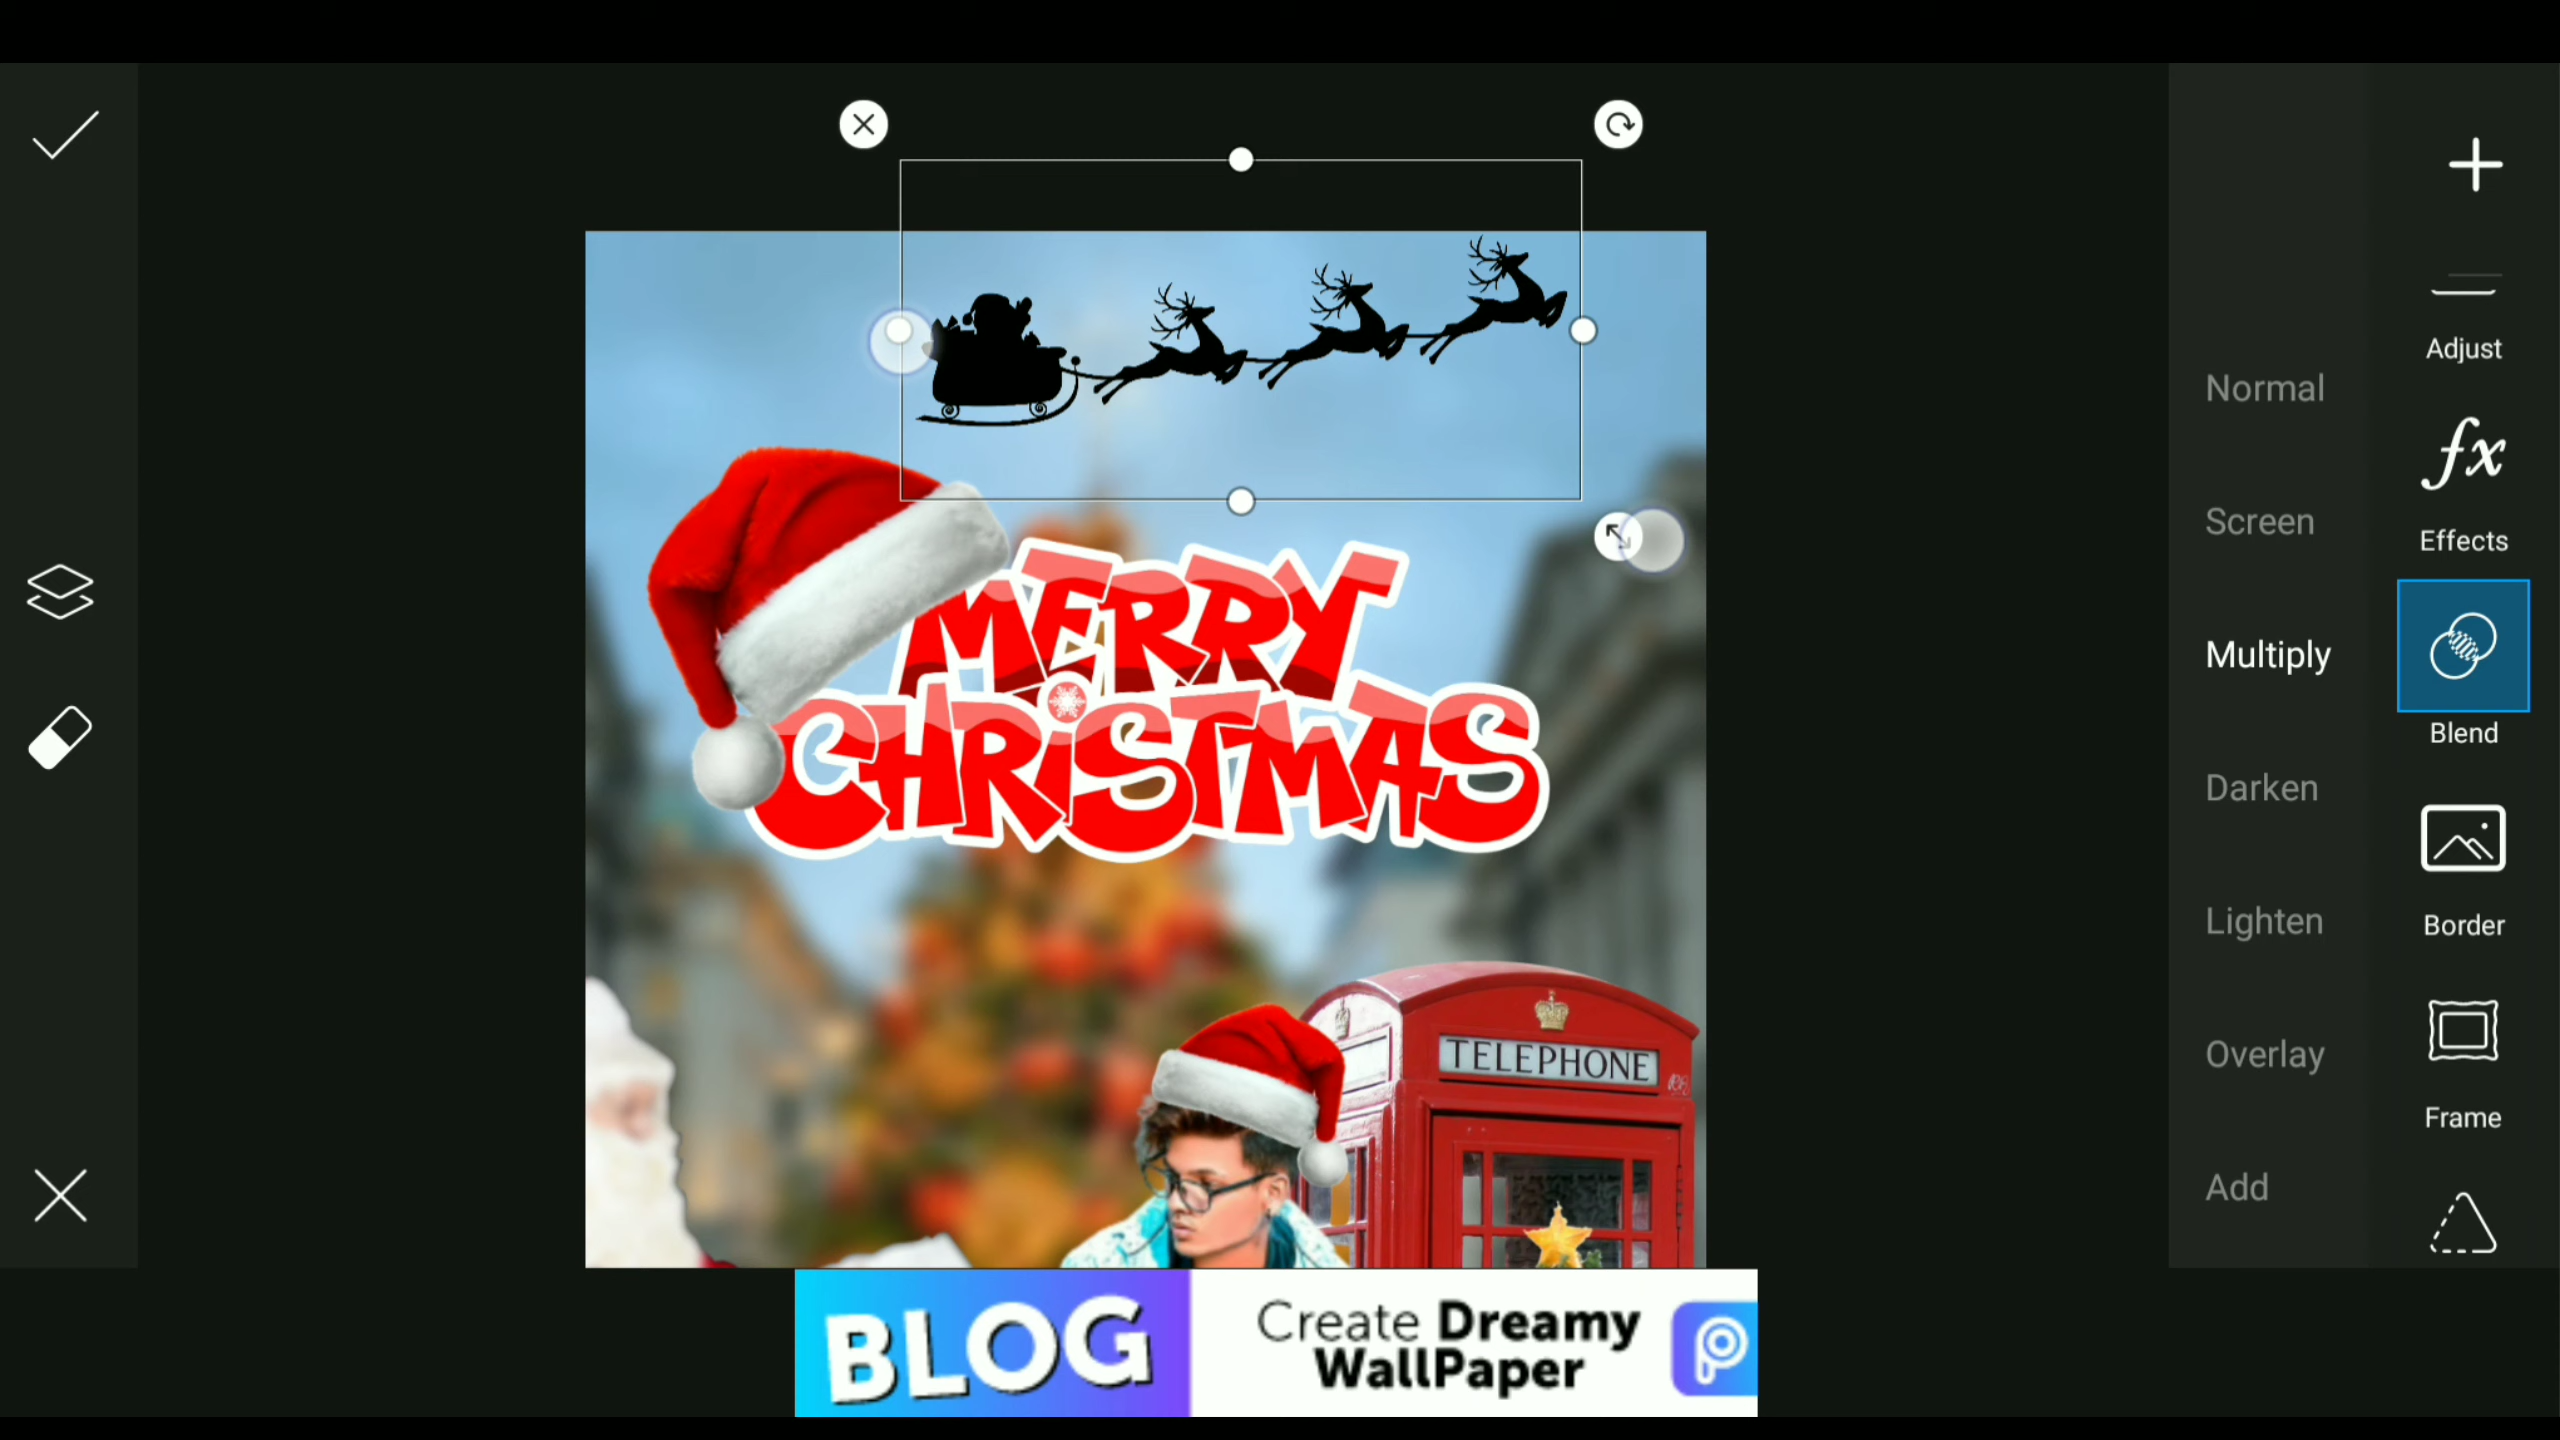 Adjust
Normal
Screen
Effects
Multiply
Blend
Darken
Lighten
Border
Overlay
Frame
Add
MERRY
CHRiSTMAS
TELEPHONE
BLOG
Create Dreamy
WallPaper